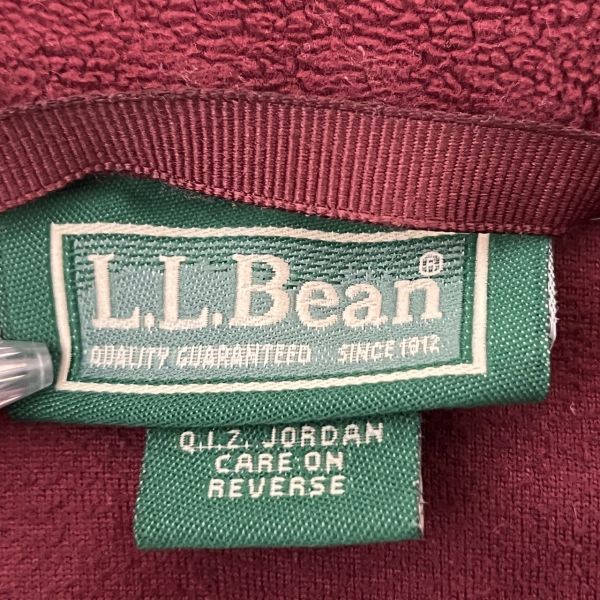 L.L.Bean®
QUALITY GUARANTEED SINCE 1912
Q.I.Z. JORDAN
CARE ON
REVERSE